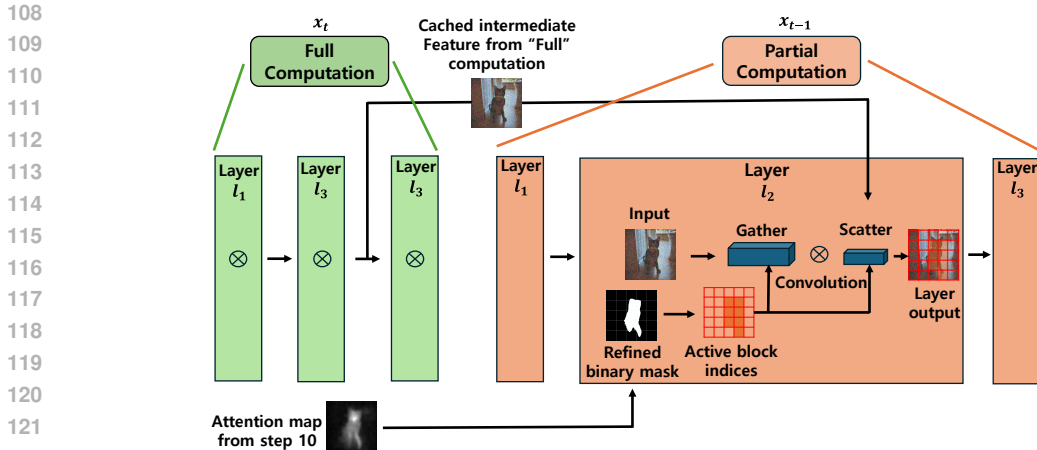 108
109
110
111
112
113
114
115
116
117
118
119
120
121
x_t
Full
Computation
Cached intermediate
Feature from “Full”
computation
x_{t−1}
Partial
Computation
Layer
l_1
Layer
l_3
Layer
l_3
Layer
l_1
Layer
l_2
Layer
l_3
Input
Gather
Scatter
Convolution
Layer
output
Refined
binary mask
Active block
indices
Attention map
from step 10